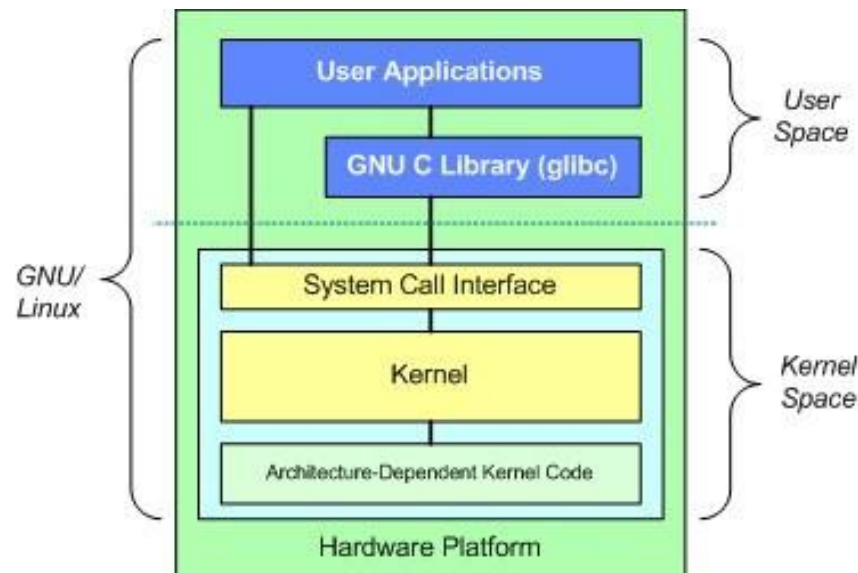 User Applications
GNU C Library (glibc)
User
Space
GNU/
Linux
System Call Interface
Kernel
Architecture-Dependent Kernel Code
Kernel
Space
Hardware Platform